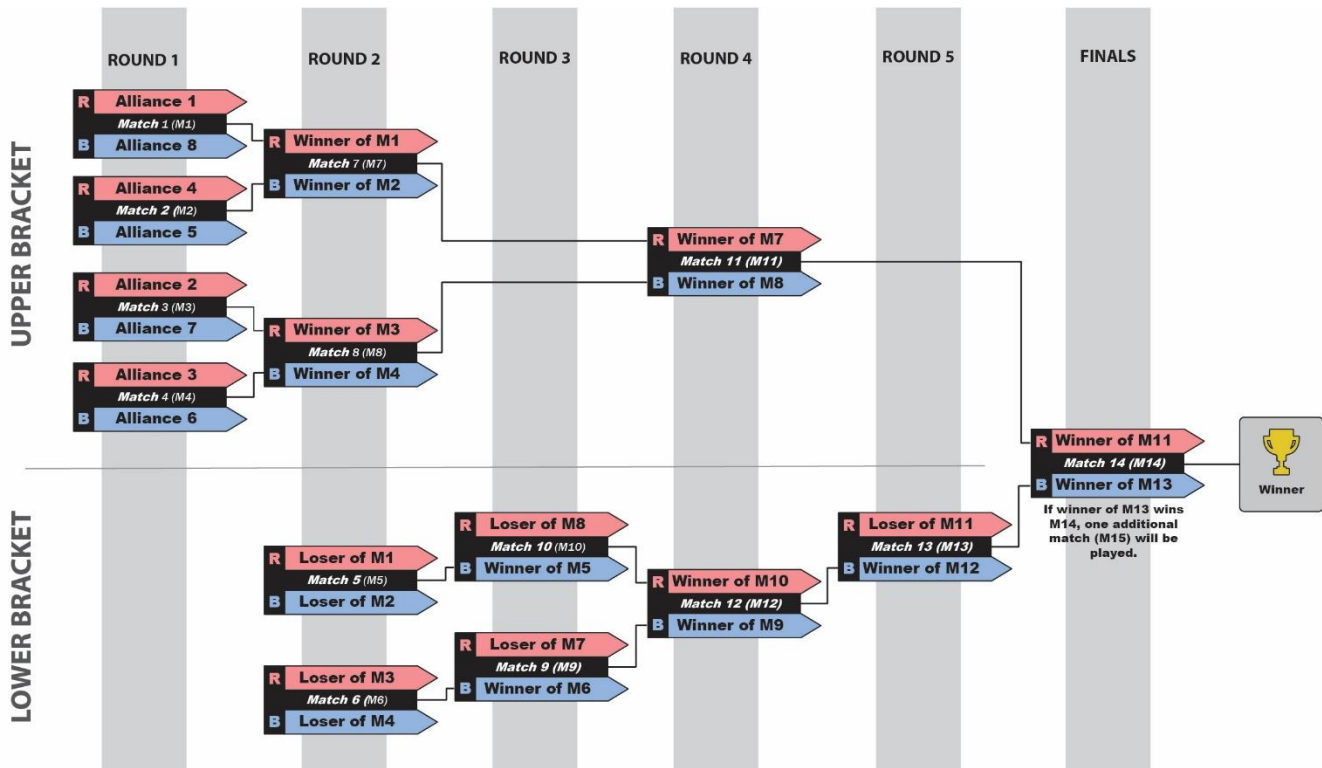 ROUND 1
ROUND 2
ROUND 3
ROUND 4
ROUND 5
FINALS
UPPER BRACKET
R Alliance 1
Match 1 (M1)
B Alliance 8
R Alliance 4
Match 2 (M2)
B Alliance 5
R Alliance 2
Match 3 (M3)
B Alliance 7
R Alliance 3
Match 4 (M4)
B Alliance 6
R Winner of M1
Match 7 (M7)
B Winner of M2
R Winner of M3
Match 8 (M8)
B Winner of M4
R Winner of M7
Match 11 (M11)
B Winner of M8
LOWER BRACKET
R Loser of M1
Match 5 (M5)
B Loser of M2
R Loser of M3
Match 6 (M6)
B Loser of M4
R Loser of M8
Match 10 (M10)
B Winner of M5
R Loser of M7
Match 9 (M9)
B Winner of M6
R Winner of M10
Match 12 (M12)
B Winner of M9
R Loser of M11
Match 13 (M13)
B Winner of M12
R Winner of M11
Match 14 (M14)
B Winner of M13
If winner of M13 wins
M14, one additional
match (M15) will be
played.
Winner